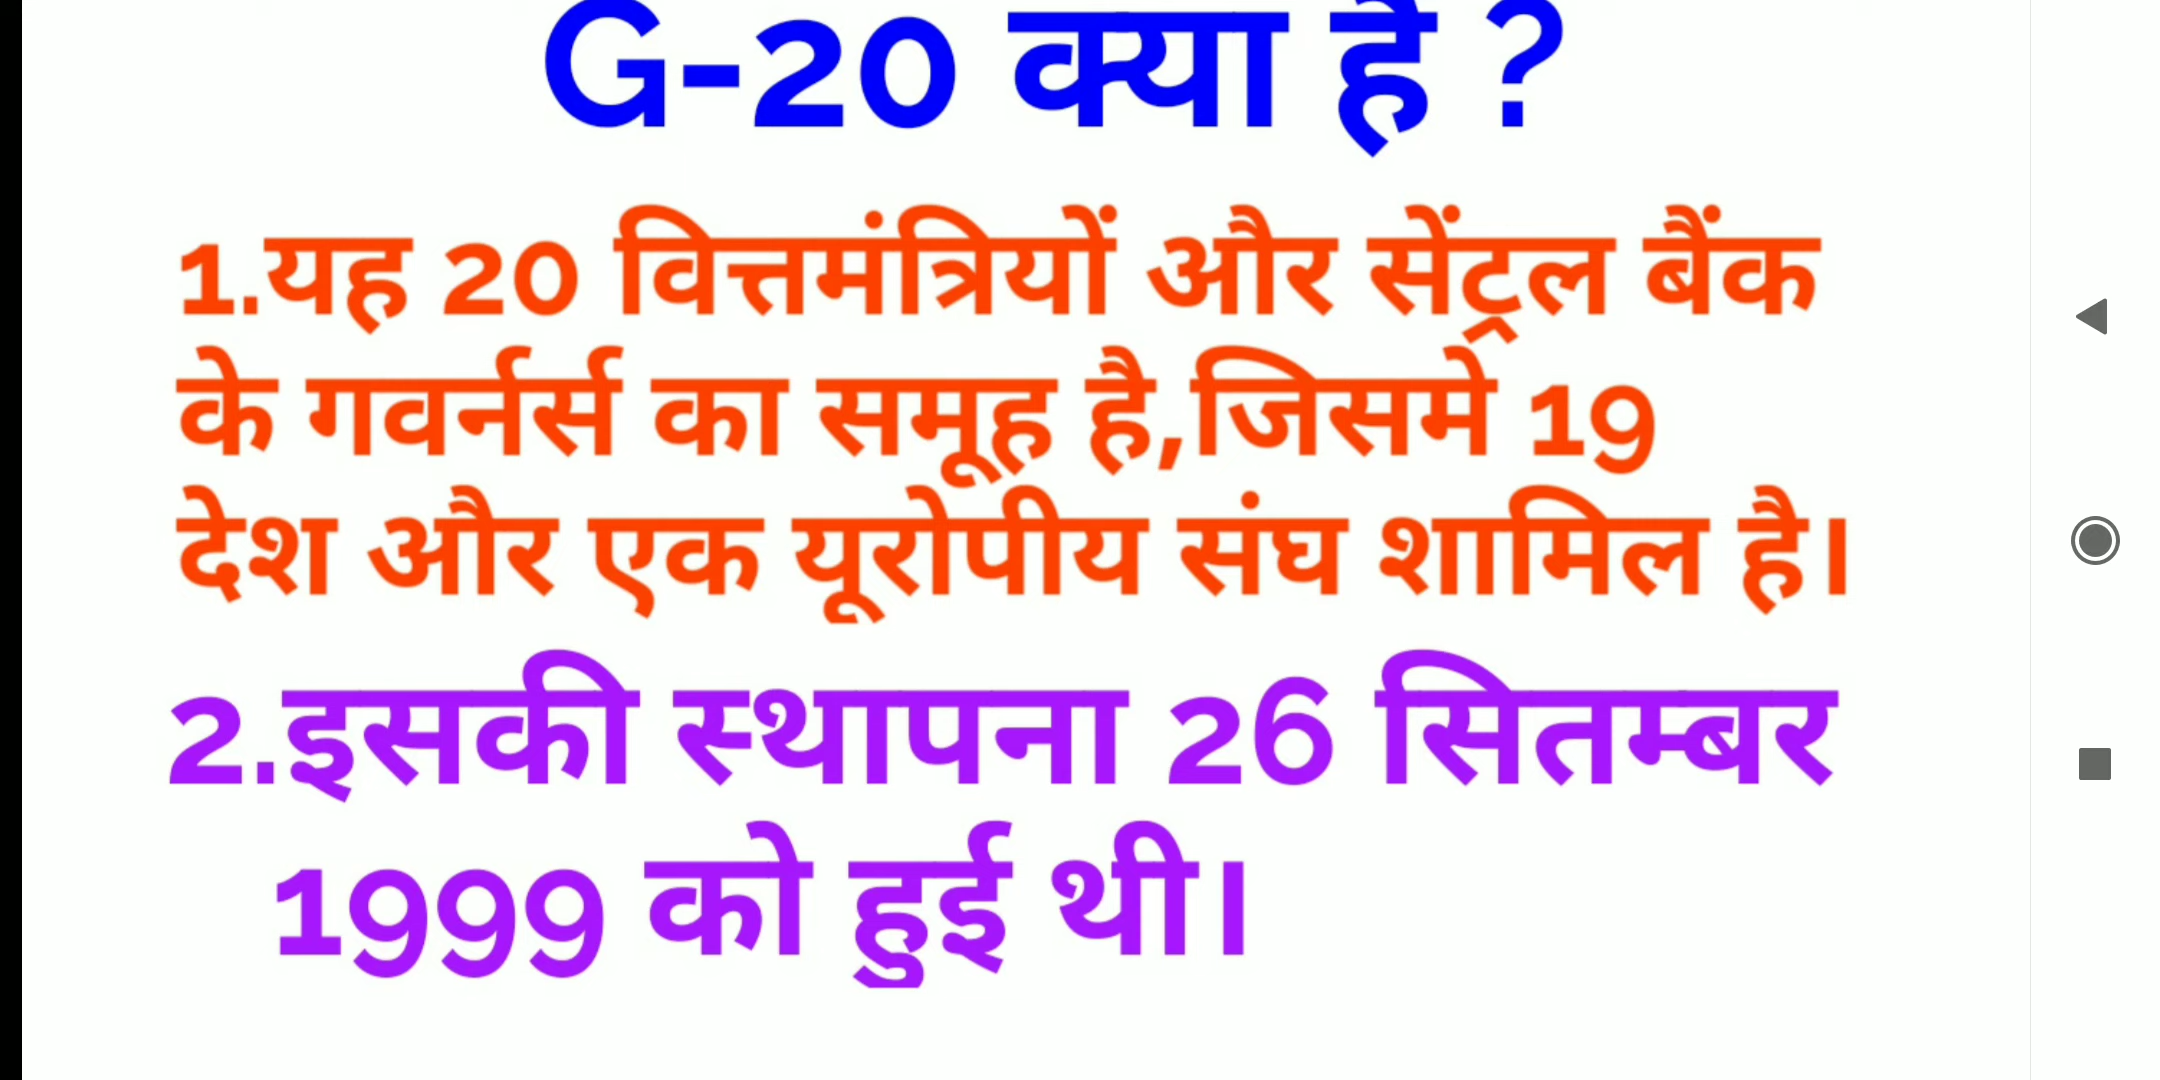 G-20 क्या है ?
1.यह 20 वित्तमंत्रियों और सेंट्रल बैंक
के गवर्नर्स का समूह है,जिसमे 19
देश और एक यूरोपीय संघ शामिल है।
2.इसकी स्थापना 26 सितम्बर
1999 को हुई थी।